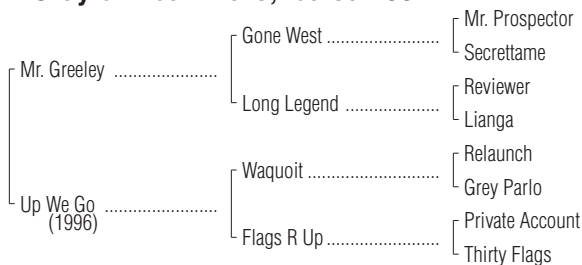 Gone West
Mr. Prospector
Secrettame
Mr. Greeley
Long Legend
Reviewer
Lianga
Up We Go
(1996)
Waquoit
Relaunch
Grey Parlo
Flags R Up
Private Account
Thirty Flags